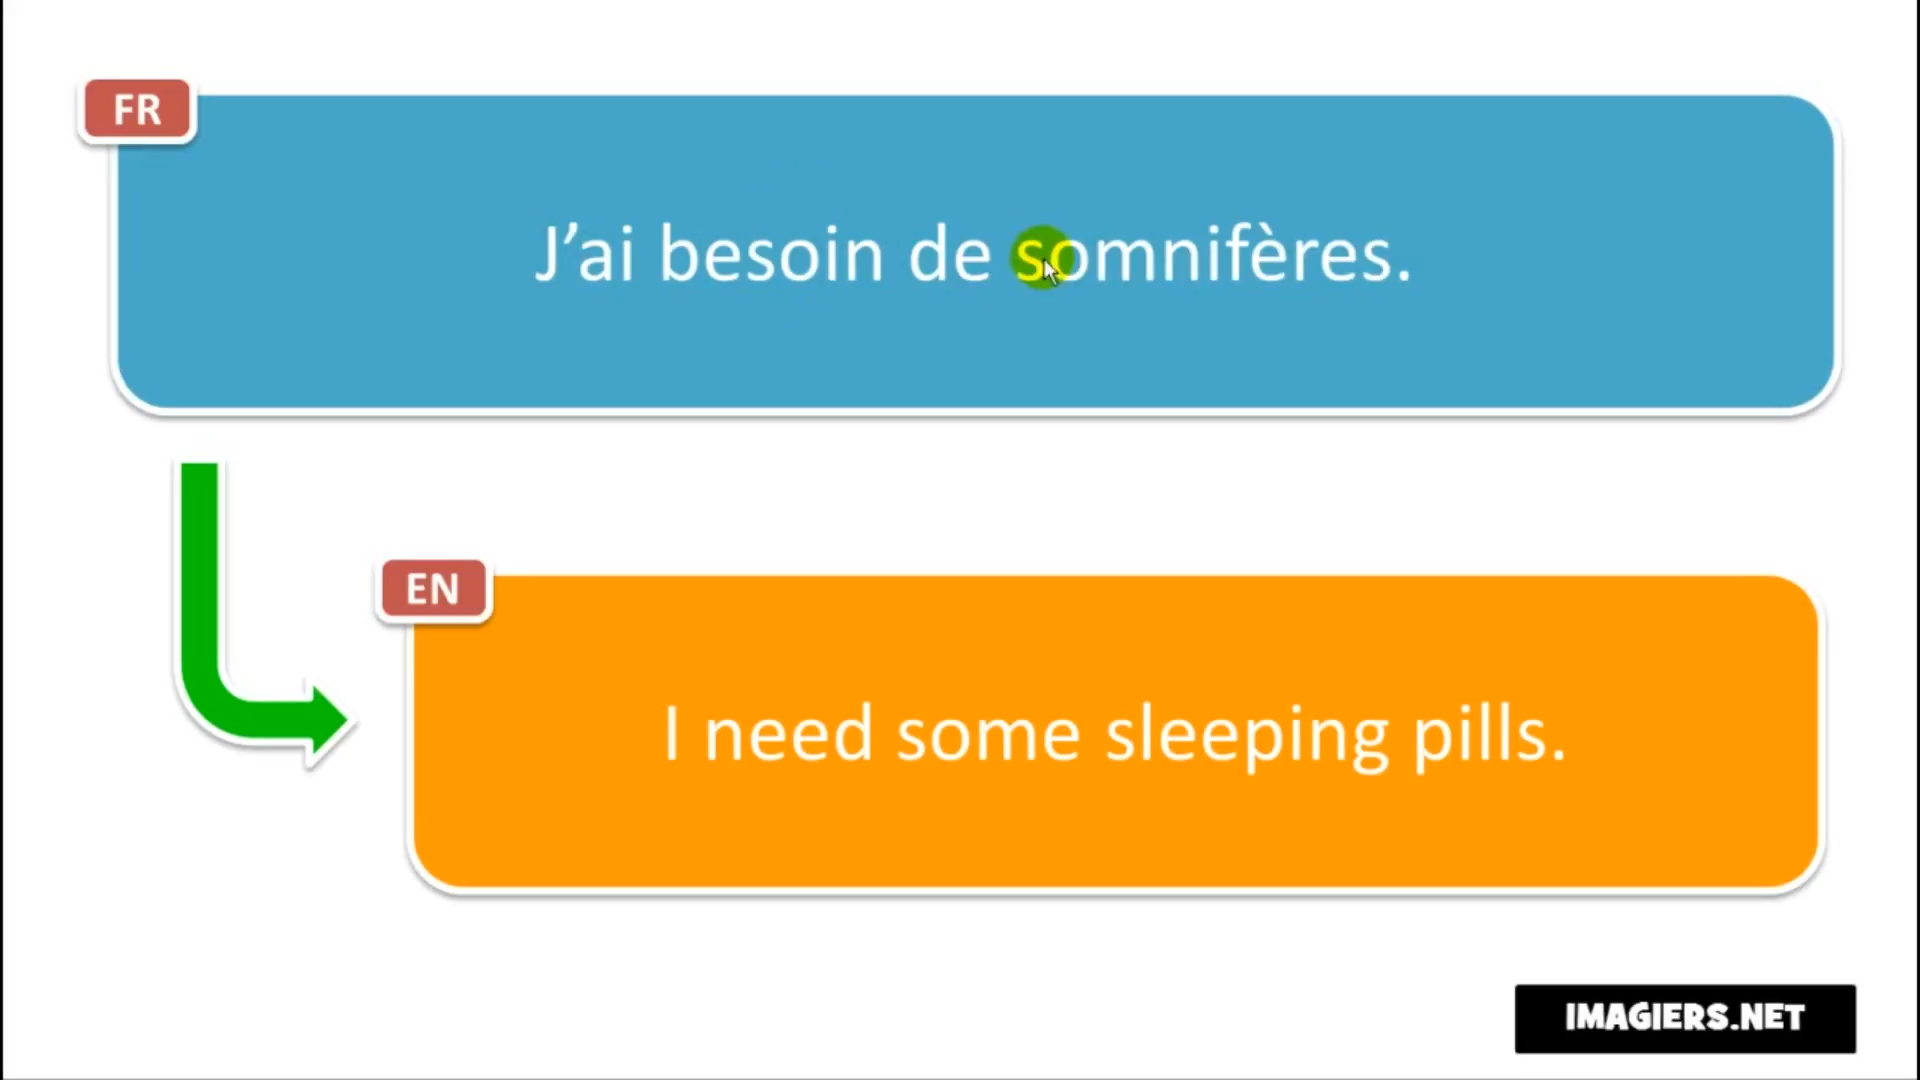 FR
J’ai besoin de somnifères.
EN
I need some sleeping pills.
IMAGIERS.NET